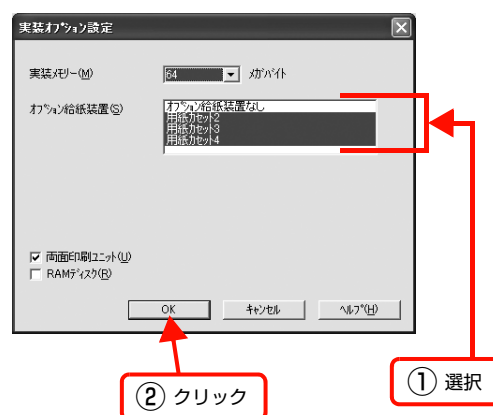 実装オプション設定
実装メモリー(M) 64 メガバイト
オプション給紙装置(S) オプション給紙装置なし
用紙カセット2
用紙カセット3
用紙カセット4
両面印刷ユニット(U)
RAMディスク(R)
OK キャンセル ヘルプ(H)
① 選択
② クリック